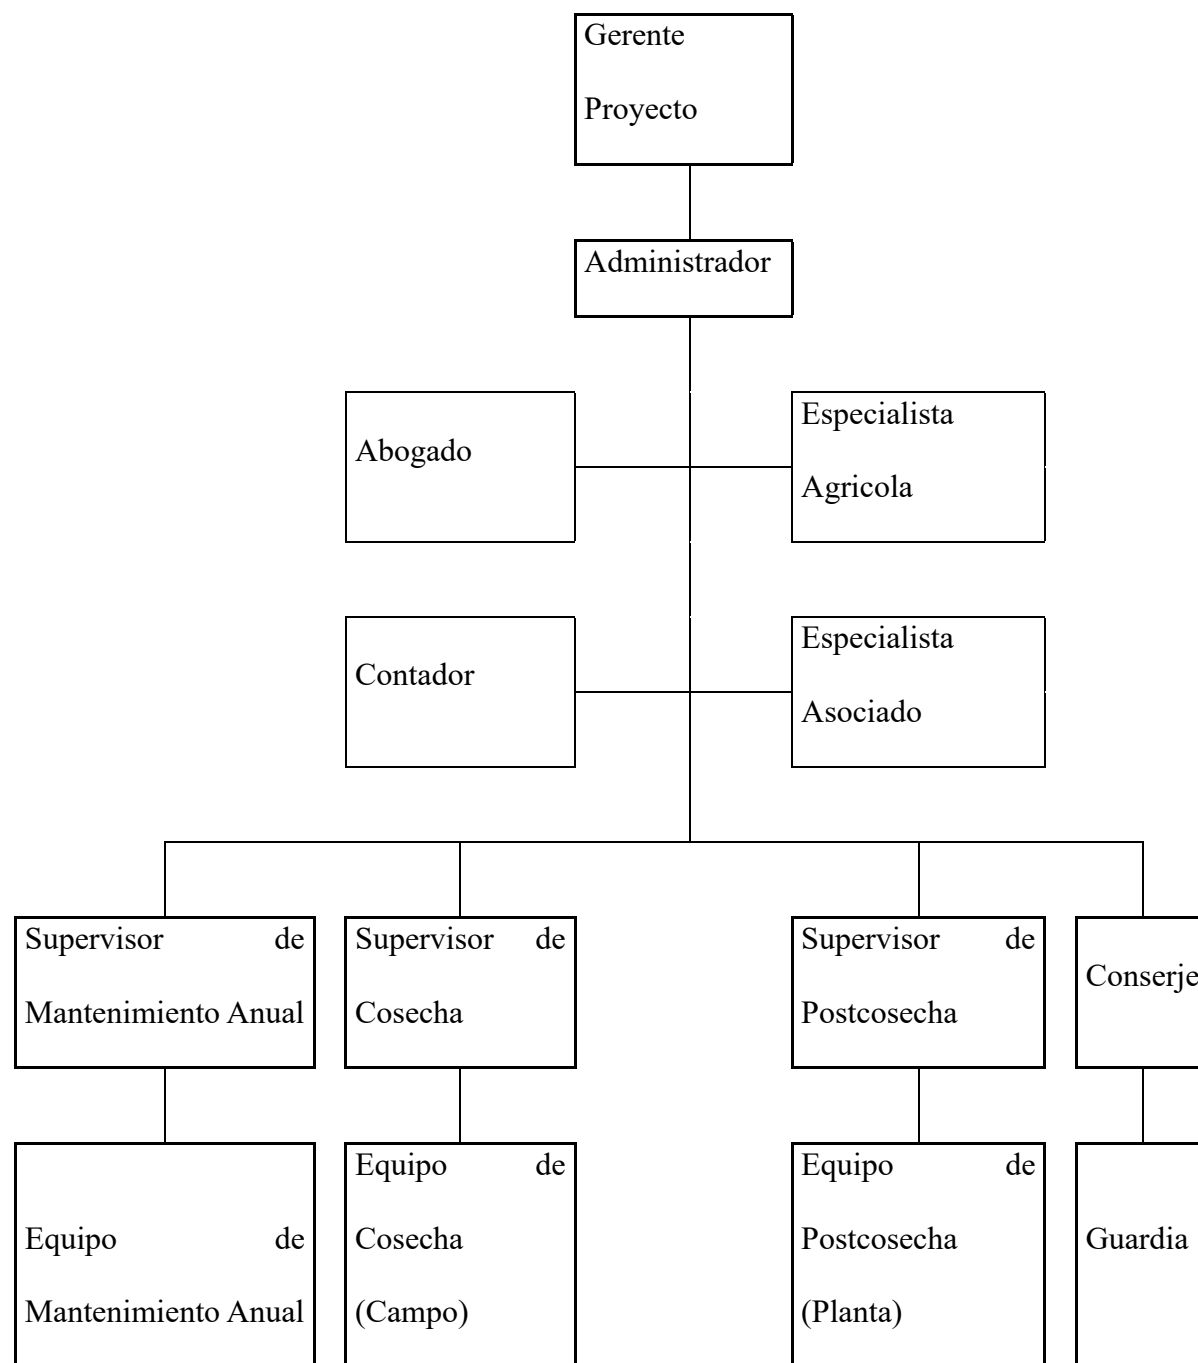 Gerente
Proyecto
Administrador
Abogado
Especialista
Agricola
Contador
Especialista
Asociado
Supervisor de
Mantenimiento Anual
Supervisor de
Cosecha
Supervisor de
Postcosecha
Conserje
Equipo de
Mantenimiento Anual
Equipo de
Cosecha
(Campo)
Equipo de
Postcosecha
(Planta)
Guardia